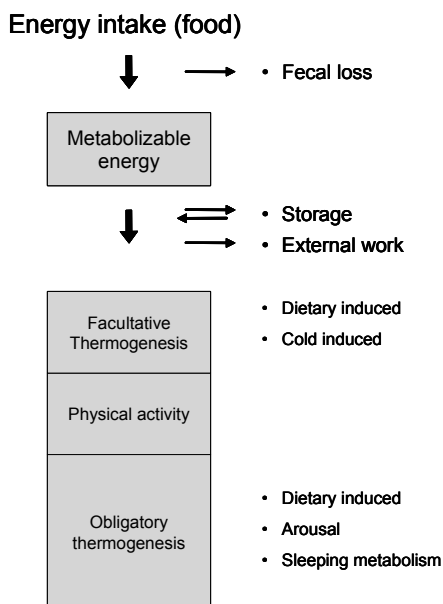 Energy intake (food)
• Fecal loss
Metabolizable
energy
• Storage
• External work
Facultative
Thermogenesis
• Dietary induced
• Cold induced
Physical activity
Obligatory
thermogenesis
• Dietary induced
• Arousal
• Sleeping metabolism